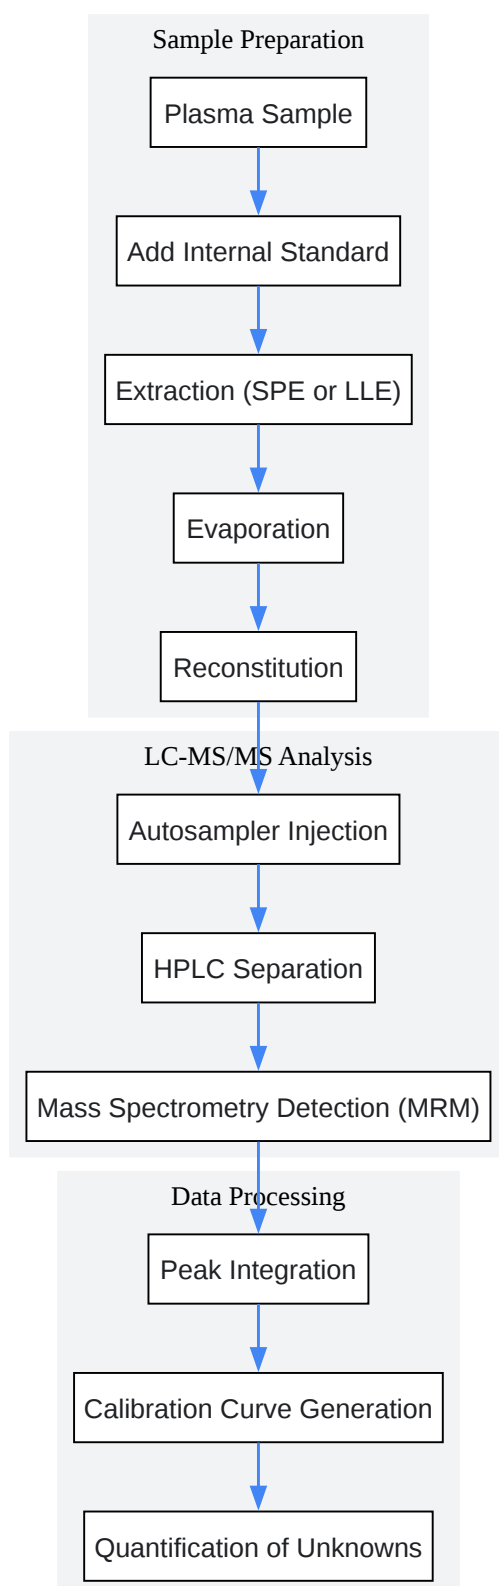 Sample Preparation
Plasma Sample
Add Internal Standard
Extraction (SPE or LLE)
Evaporation
Reconstitution
LC-MS/MS Analysis
Autosampler Injection
HPLC Separation
Mass Spectrometry Detection (MRM)
Data Processing
Peak Integration
Calibration Curve Generation
Quantification of Unknowns